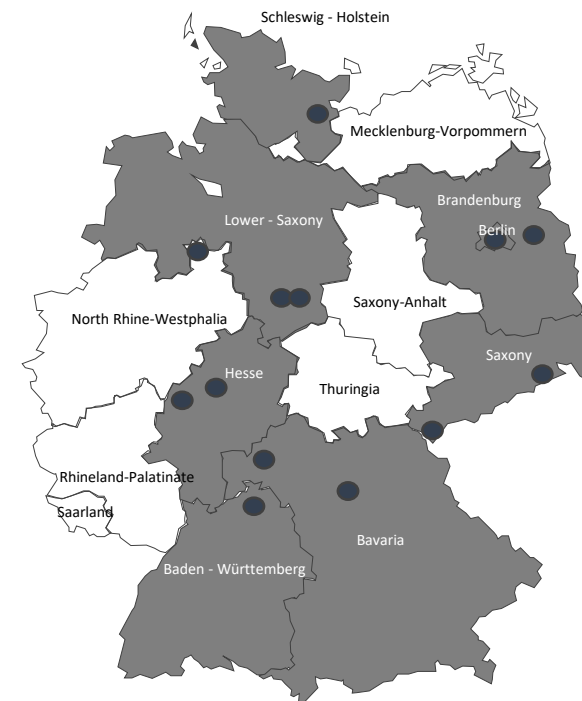 Schleswig - Holstein
Mecklenburg-Vorpommern
Brandenburg
Lower - Saxony
Berlin
Saxony-Anhalt
North Rhine-Westphalia
Saxony
Hesse
Thuringia
Rhineland-Palatinate
Saarland
Bavaria
Baden - Württemberg